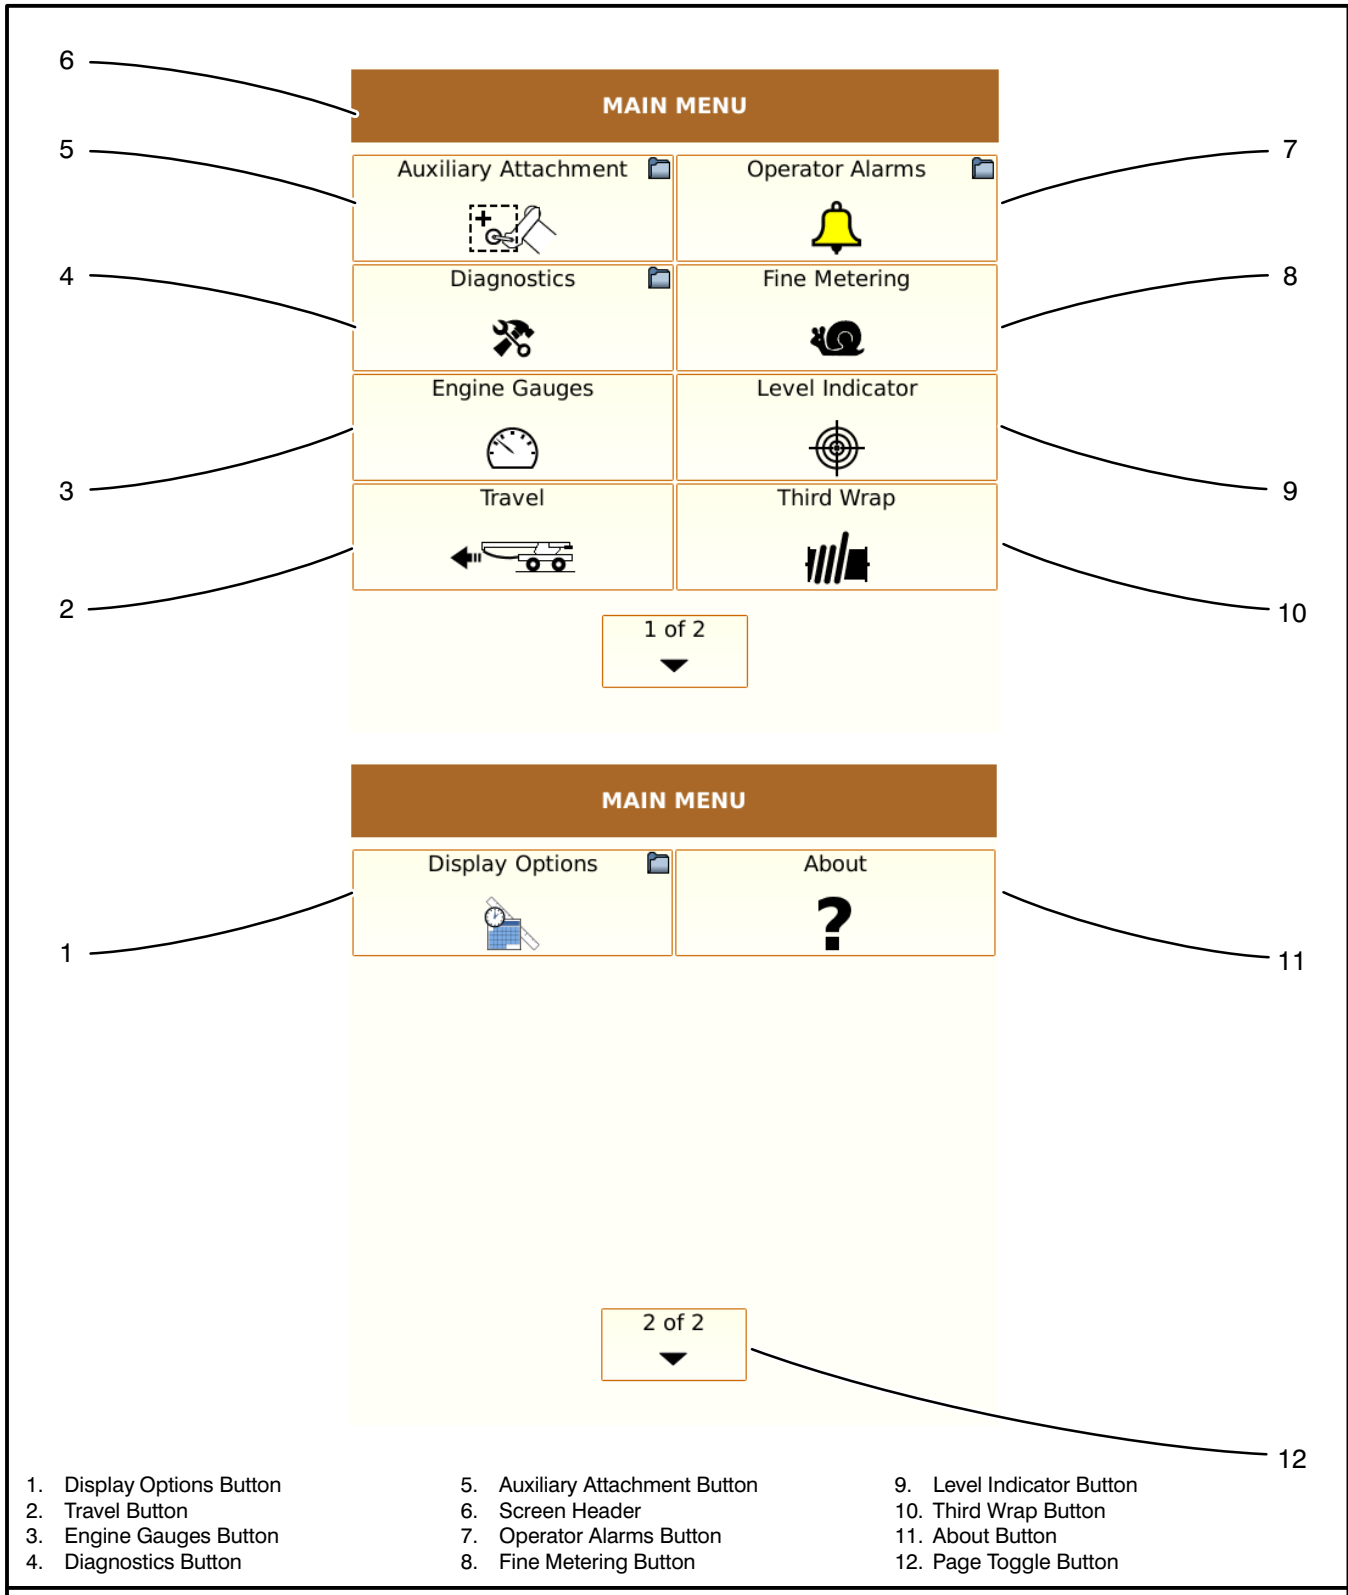 6
MAIN MENU
5
7
Auxiliary Attachment
Operator Alarms
4
8
Diagnostics
Fine Metering
Engine Gauges
Level Indicator
3
9
Travel
Third Wrap
2
10
1 of 2
MAIN MENU
Display Options
About
?
1
11
2 of 2
12
1. Display Options Button
2. Travel Button
3. Engine Gauges Button
4. Diagnostics Button
5. Auxiliary Attachment Button
6. Screen Header
7. Operator Alarms Button
8. Fine Metering Button
9. Level Indicator Button
10. Third Wrap Button
11. About Button
12. Page Toggle Button